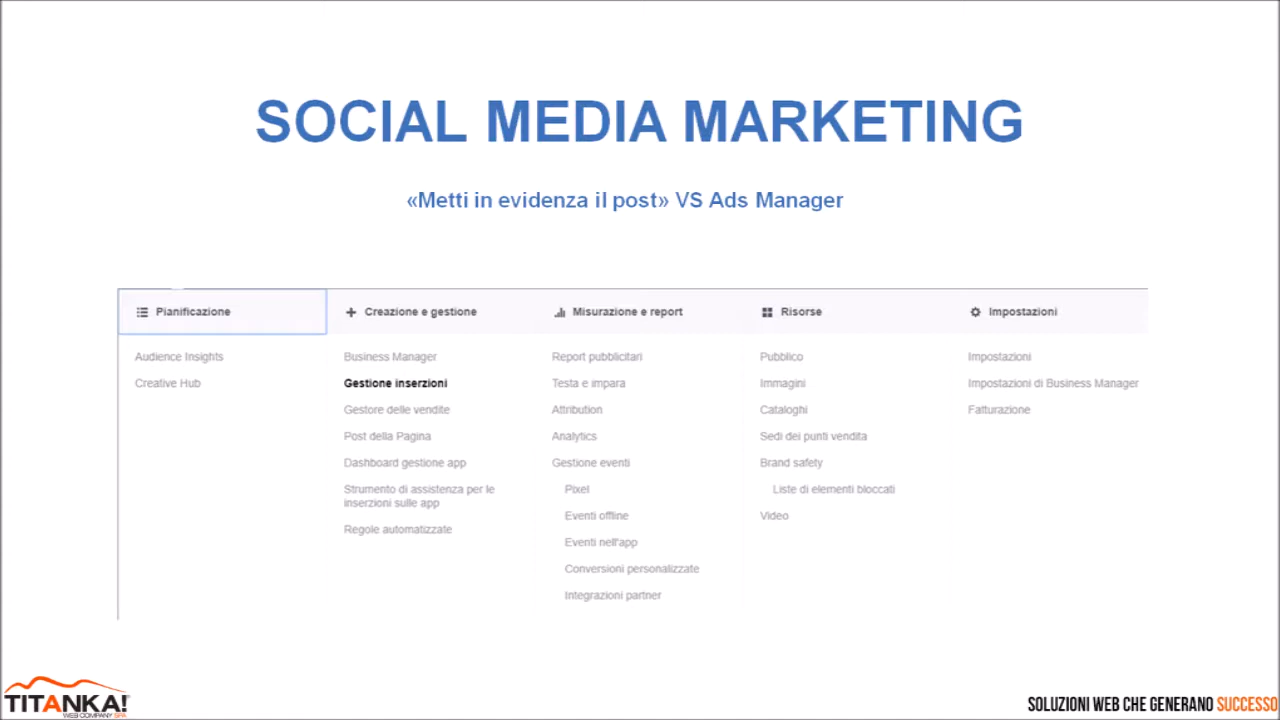 SOCIAL MEDIA MARKETING
«Metti in evidenza il post» VS Ads Manager
Pianificazione
Audience Insights
Creative Hub
Creazione e gestione
Business Manager
Gestione inserzioni
Gestore delle vendite
Post della Pagina
Dashboard gestione app
Strumento di assistenza per le
inserzioni sulle app
Regole automatizzate
Misurazione e report
Report pubblicitari
Testa e impara
Attribution
Analytics
Gestione eventi
Pixel
Eventi offline
Eventi nell'app
Conversioni personalizzate
Integrazioni partner
Risorse
Pubblico
Immagini
Cataloghi
Sedi dei punti vendita
Brand safety
Liste di elementi bloccati
Video
Impostazioni
Impostazioni
Impostazioni di Business Manager
Fatturazione
TITANKA!
WEB COMPANY SPA
SOLUZIONI WEB CHE GENERANO SUCCESSO